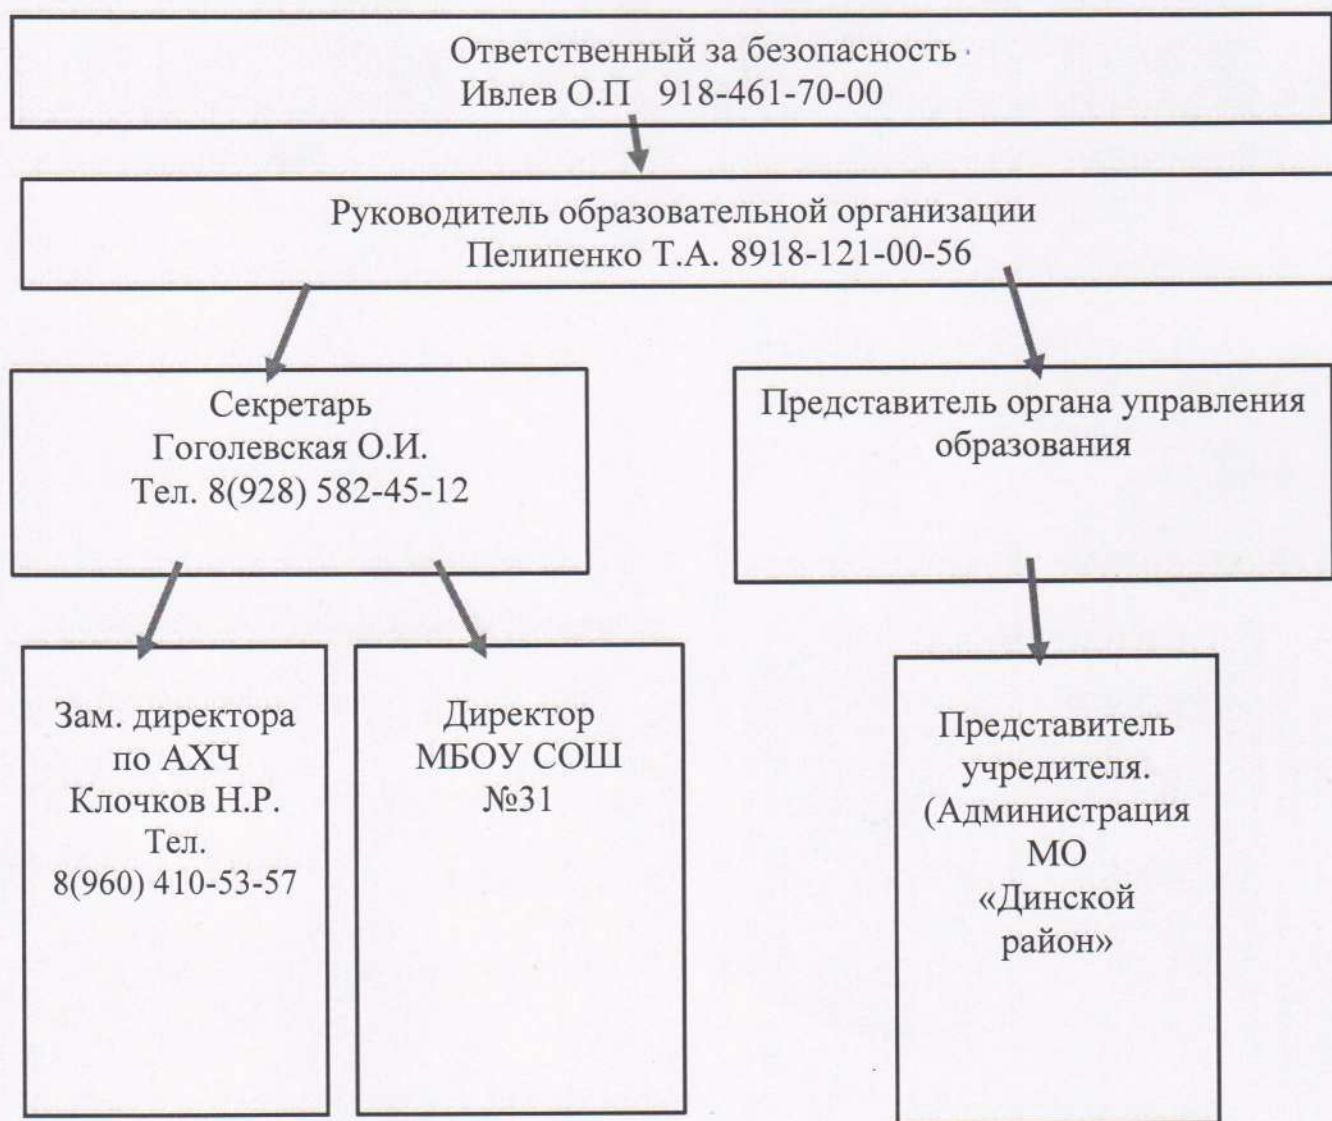 Ответственный за безопасность
Ивлев О.П 918-461-70-00
Руководитель образовательной организации
Пелипенко Т.А. 8918-121-00-56
Секретарь
Гоголевская О.И.
Тел. 8(928) 582-45-12
Представитель органа управления
образования
Зам. директора
по АХЧ
Клочков Н.Р.
Тел.
8(960) 410-53-57
Директор
МБОУ СОШ
№31
Представитель
учредителя.
(Администрация
МО
«Динской
район»